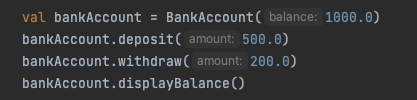 val bankAccount = BankAccount( balance: 1000.0)
bankAccount.deposit( amount: 500.0)
bankAccount.withdraw( amount: 200.0)
bankAccount.displayBalance()